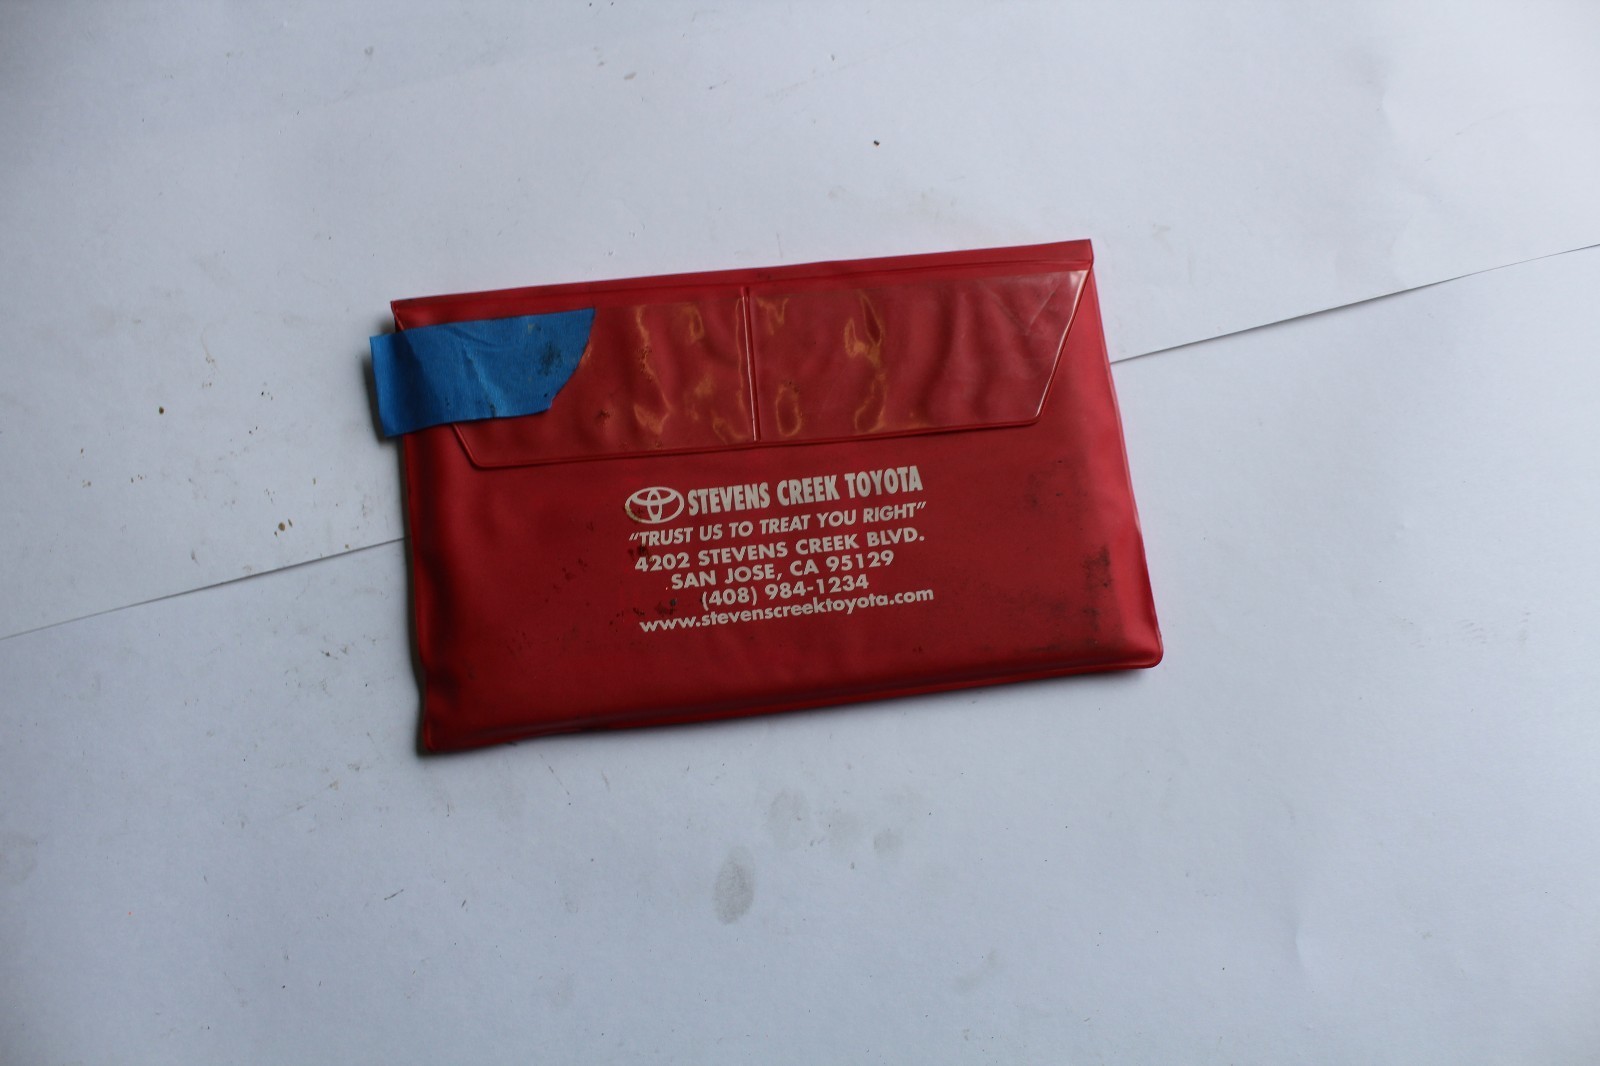 STEVENS CREEK TOYOTA
“TRUST US TO TREAT YOU RIGHT”
4202 STEVENS CREEK BLVD.
SAN JOSE, CA 95129
(408) 984-1234
www.stevenscreektoyota.com